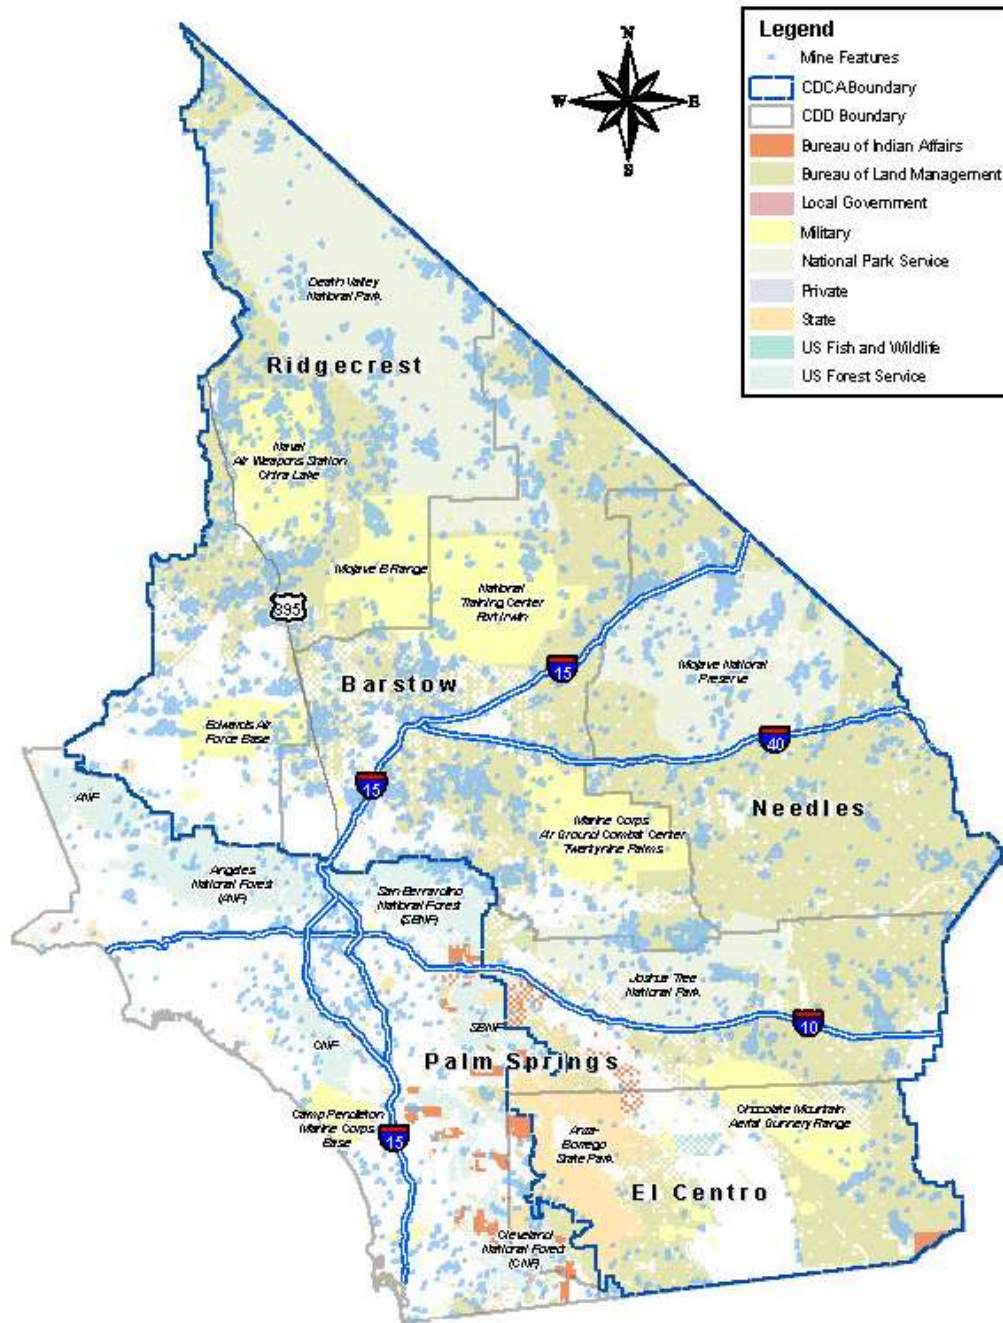 N
W
E
S
Legend
Mine Features
CDCA Boundary
CDD Boundary
Bureau of Indian Affairs
Bureau of Land Management
Local Government
Military
National Park Service
Private
State
US Fish and Wildlife
US Forest Service
Death Valley
National Park
Ridgecrest
Naval
Air Weapons Station
China Lake
Mojave B Range
National
Training Center
Fort Irwin
395
15
Barstow
Mojave National
Preserve
Edwards Air
Force Base
40
15
Needles
ANF
Marine Corps
Air Ground Combat Center
Twentynine Palms
Angeles
National Forest
(ANF)
San Bernardino
National Forest
(SBNF)
Joshua Tree
National Park
10
SBNF
CNF
Palm Springs
Camp Pendleton
Marine Corps
Base
15
Chocolate Mountain
Aerial Gunnery Range
Anza-
Borrego
State Park
El Centro
Cleveland
National Forest
(CNF)